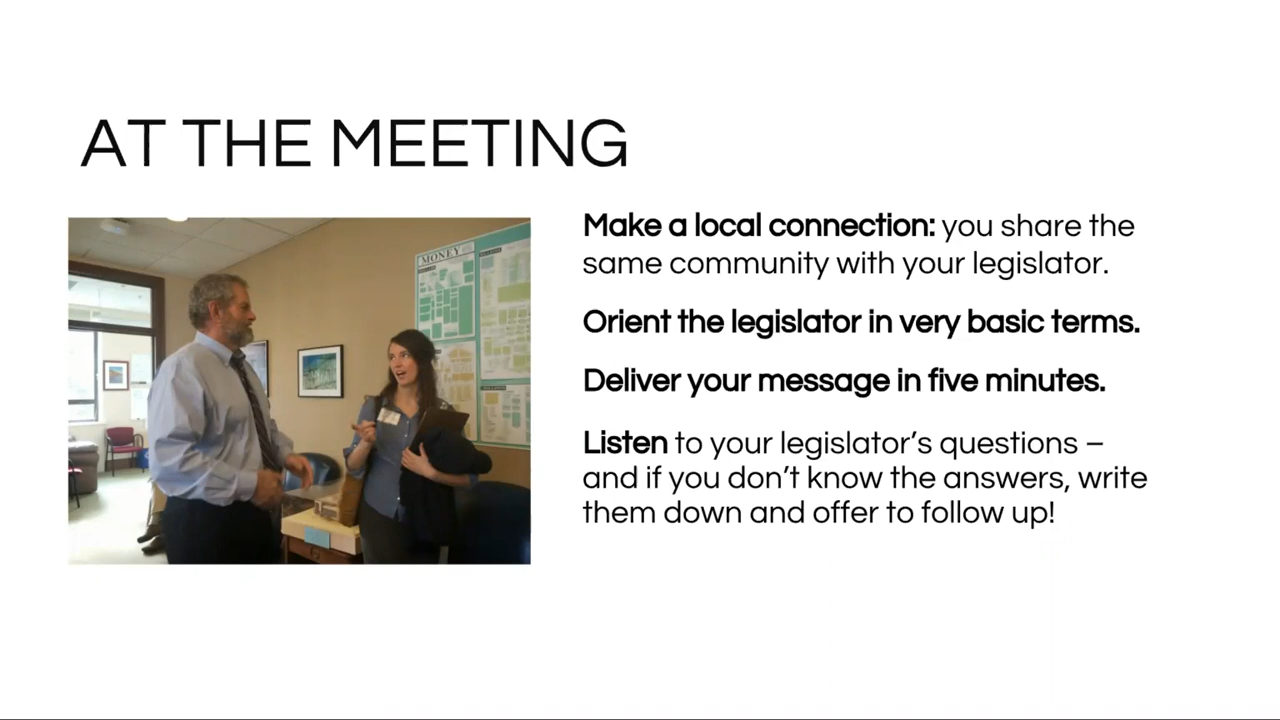 AT THE MEETING
MONEY
Make a local connection: you share the
same community with your legislator.
Orient the legislator in very basic terms.
Deliver your message in five minutes.
Listen to your legislator’s questions –
and if you don’t know the answers, write
them down and offer to follow up!